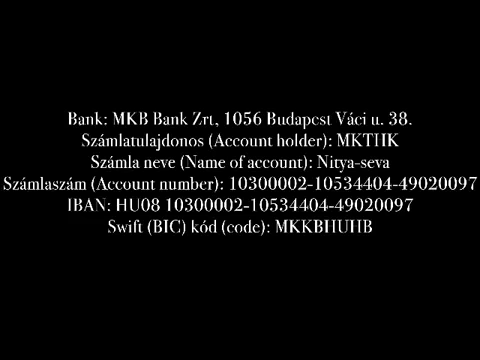 Bank: MKB Bank Zrt, 1056 Budapest Váci u. 38.
Számlatulajdonos (Account holder): MKTHK
Számla neve (Name of account): Nitya-seva
Számlaszám (Account number): 10300002-10534404-49020097
IBAN: HU08 10300002-10534404-49020097
Swift (BIC) kód (code): MKKBHUHB